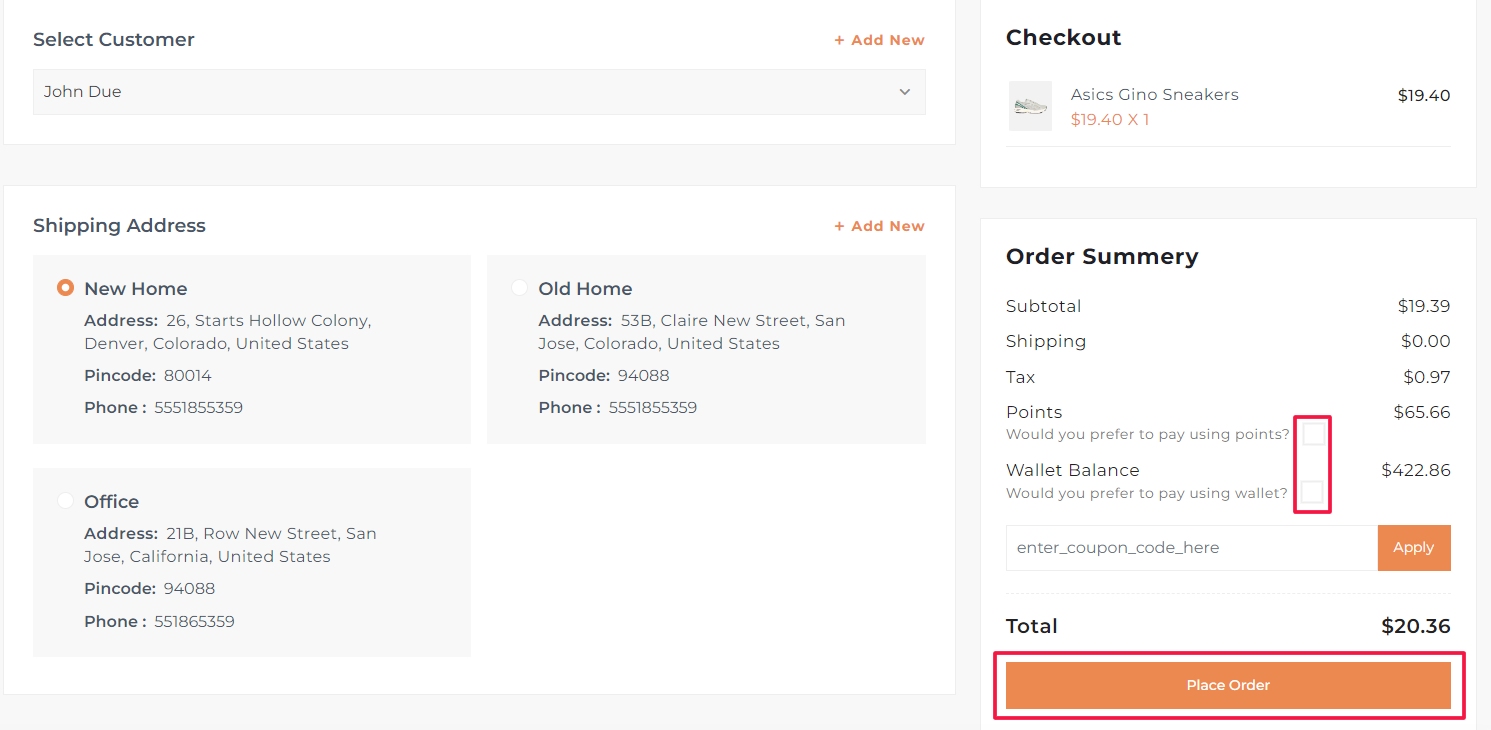 Select Customer
+ Add New
John Due
Shipping Address
+ Add New
New Home
Address: 26, Starts Hollow Colony,
Denver, Colorado, United States
Pincode: 80014
Phone : 5551855359
Old Home
Address: 53B, Claire New Street, San
Jose, Colorado, United States
Pincode: 94088
Phone : 5551855359
Office
Address: 21B, Row New Street, San
Jose, California, United States
Pincode: 94088
Phone : 551865359
Checkout
Asics Gino Sneakers $19.40
$19.40 X 1
Order Summery
Subtotal $19.39
Shipping $0.00
Tax $0.97
Points $65.66
Would you prefer to pay using points?
Wallet Balance $422.86
Would you prefer to pay using wallet?
enter_coupon_code_here Apply
Total $20.36
Place Order